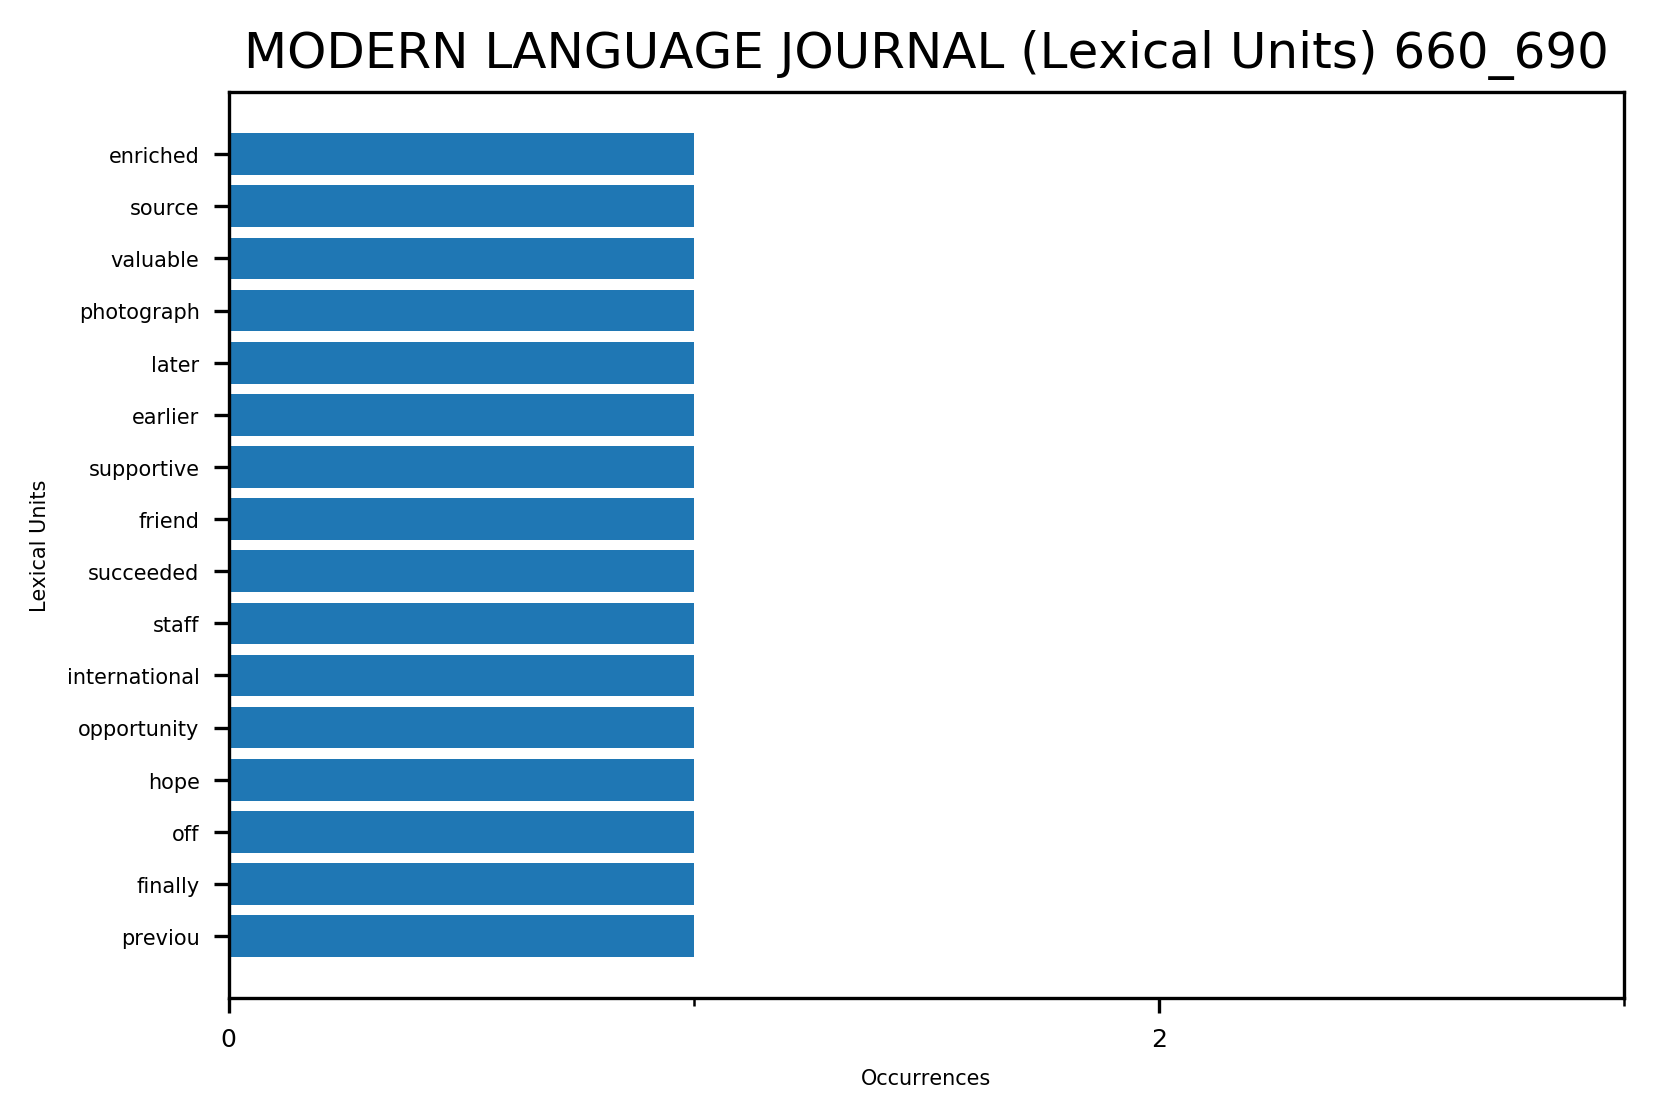 MODERN LANGUAGE JOURNAL (Lexical Units) 660_690
enriched
source
valuable
photograph
later
earlier
supportive
friend
succeeded
staff
international
opportunity
hope
off
finally
previou
Lexical Units
0
2
Occurrences